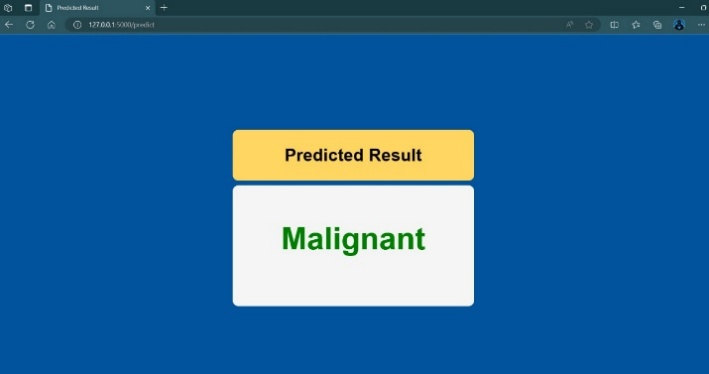 Predicted Result
127.0.0.1:5000/predict
Predicted Result
Malignant